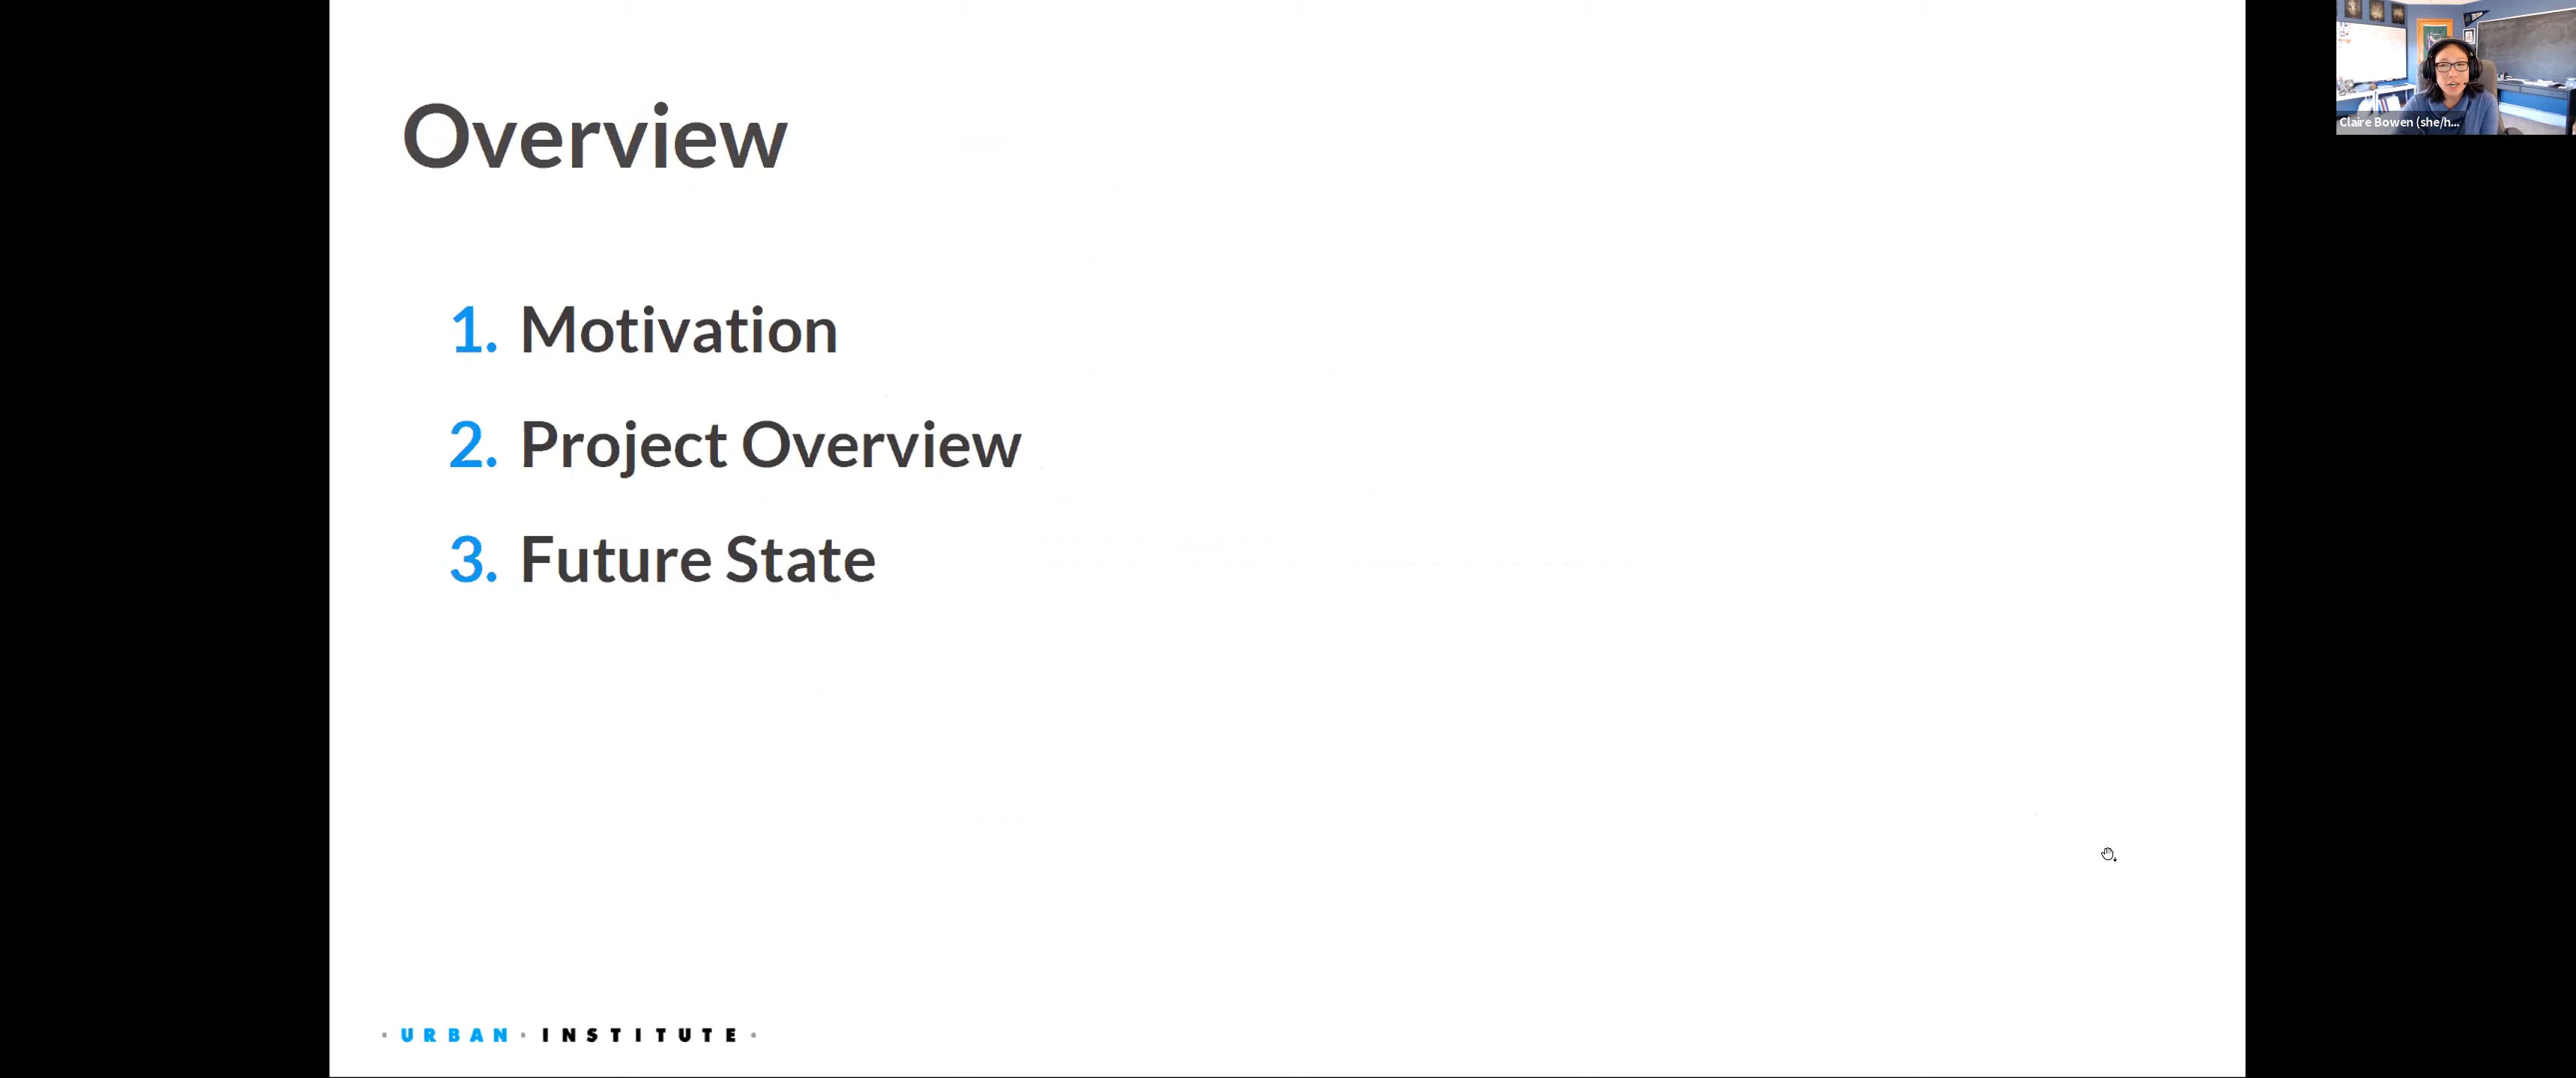 Overview
1. Motivation
2. Project Overview
3. Future State
· URBAN · INSTITUTE ·
Claire Bowen (she/h...